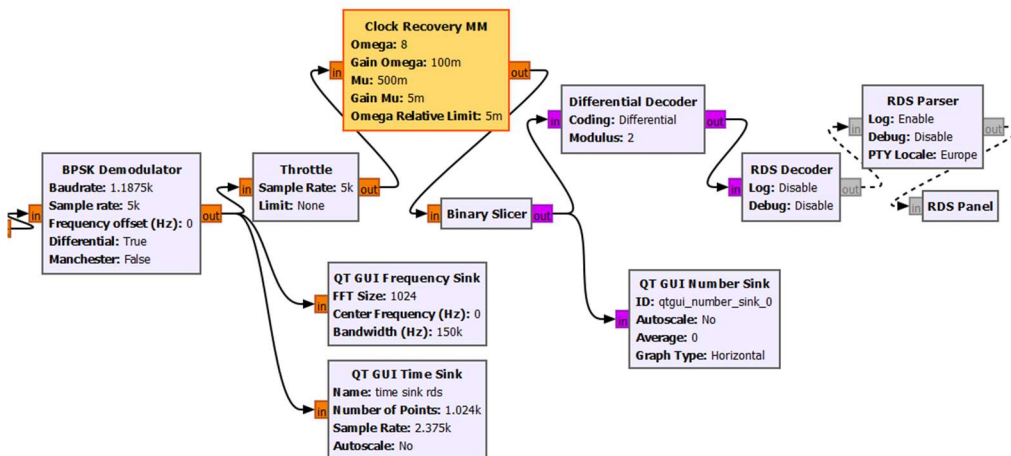 Clock Recovery MM
Omega: 8
Gain Omega: 100m
Mu: 500m
Gain Mu: 5m
Omega Relative Limit: 5m
in
out
Differential Decoder
Coding: Differential
Modulus: 2
in
out
RDS Parser
Log: Enable
Debug: Disable
PTY Locale: Europe
in
out
BPSK Demodulator
Baudrate: 1.1875k
Sample rate: 5k
Frequency offset (Hz): 0
Differential: True
Manchester: False
in
out
Throttle
Sample Rate: 5k
Limit: None
in
out
RDS Decoder
Log: Disable
Debug: Disable
in
out
in
Binary Slicer
out
in
RDS Panel
QT GUI Frequency Sink
FFT Size: 1024
Center Frequency (Hz): 0
Bandwidth (Hz): 150k
in
QT GUI Number Sink
ID: qtgui_number_sink_0
Autoscale: No
Average: 0
Graph Type: Horizontal
in
QT GUI Time Sink
Name: time sink rds
Number of Points: 1.024k
Sample Rate: 2.375k
Autoscale: No
in